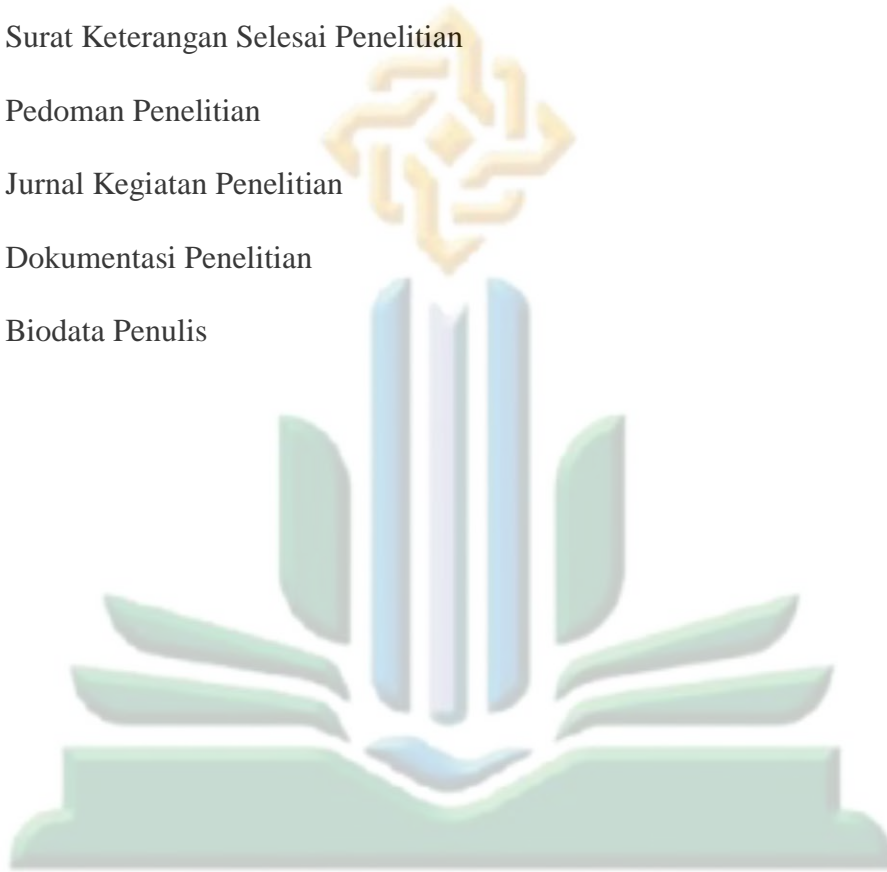 Surat Keterangan Selesai Penelitian
Pedoman Penelitian
Jurnal Kegiatan Penelitian
Dokumentasi Penelitian
Biodata Penulis